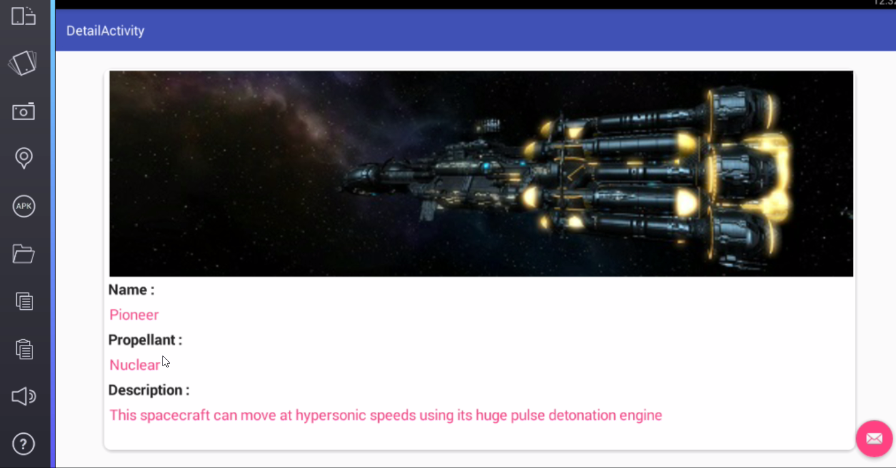 DetailActivity
APK
Name :
Pioneer
Propellant :
Nuclear
Description :
This spacecraft can move at hypersonic speeds using its huge pulse detonation engine
?